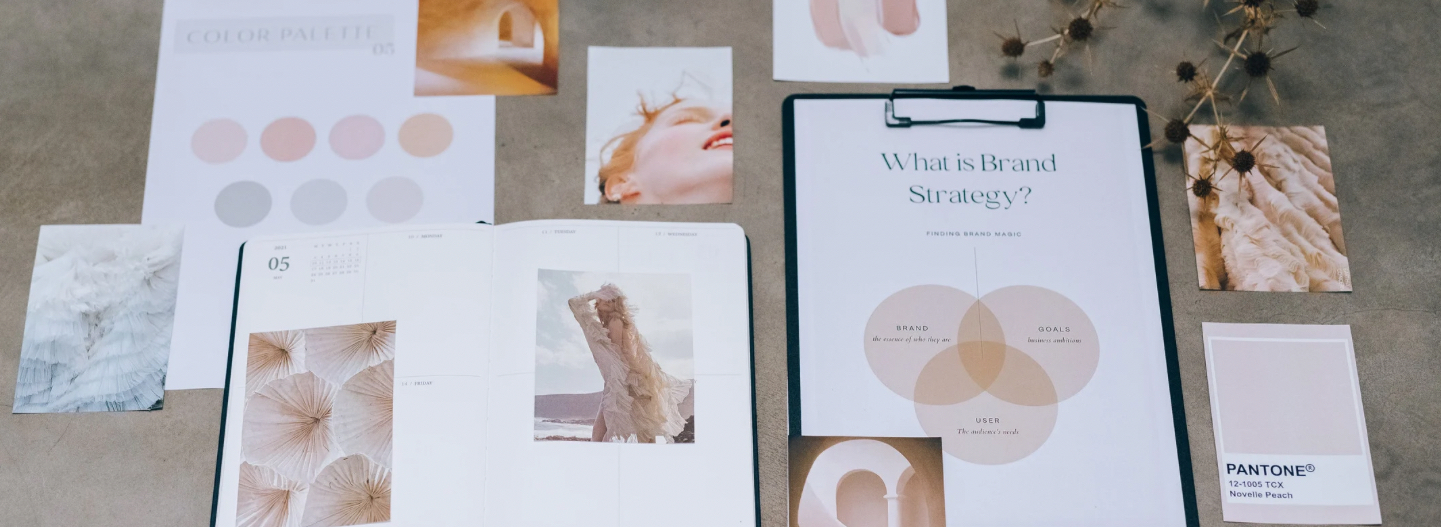 COLOR PALETTE
05
2021
05
What is Brand
Strategy?
FINDING BRAND MAGIC
BRAND
the essence of who they are
GOALS
business ambitions
USER
The audience's needs
PANTONE®
12-1005 TCX
Novelle Peach